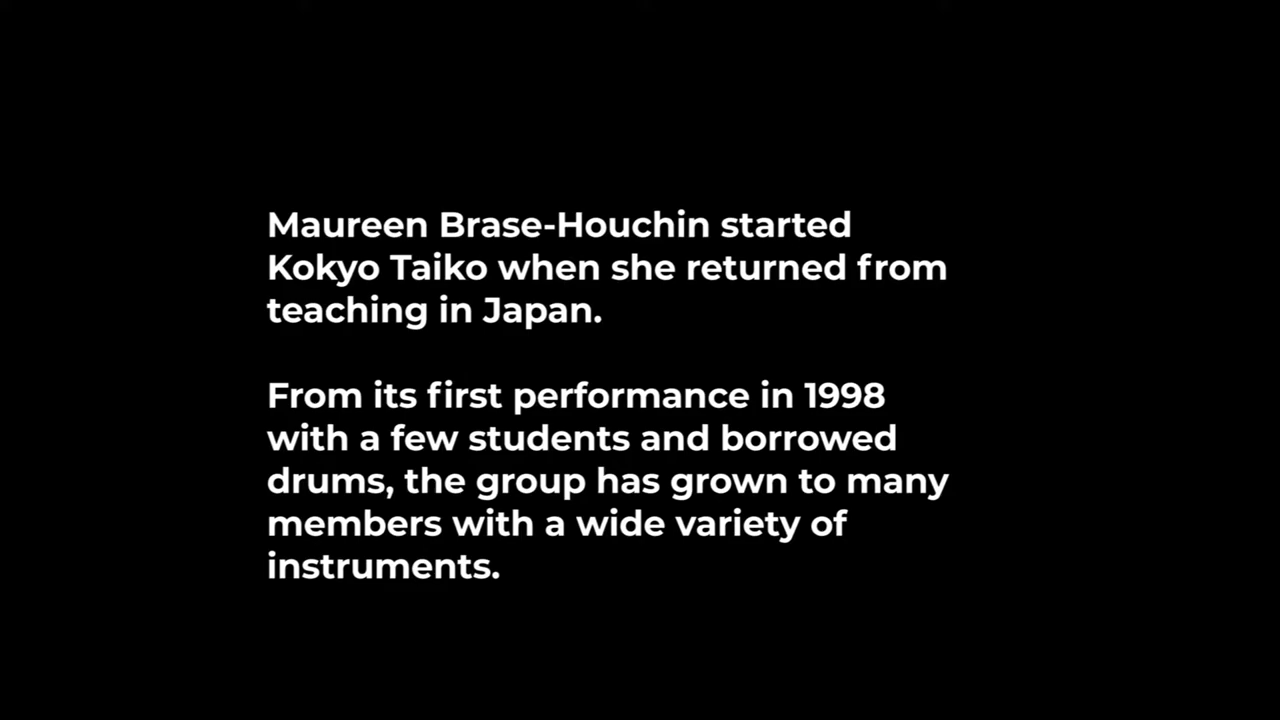 Maureen Brase-Houchin started
Kokyo Taiko when she returned from
teaching in Japan.
From its first performance in 1998
with a few students and borrowed
drums, the group has grown to many
members with a wide variety of
instruments.